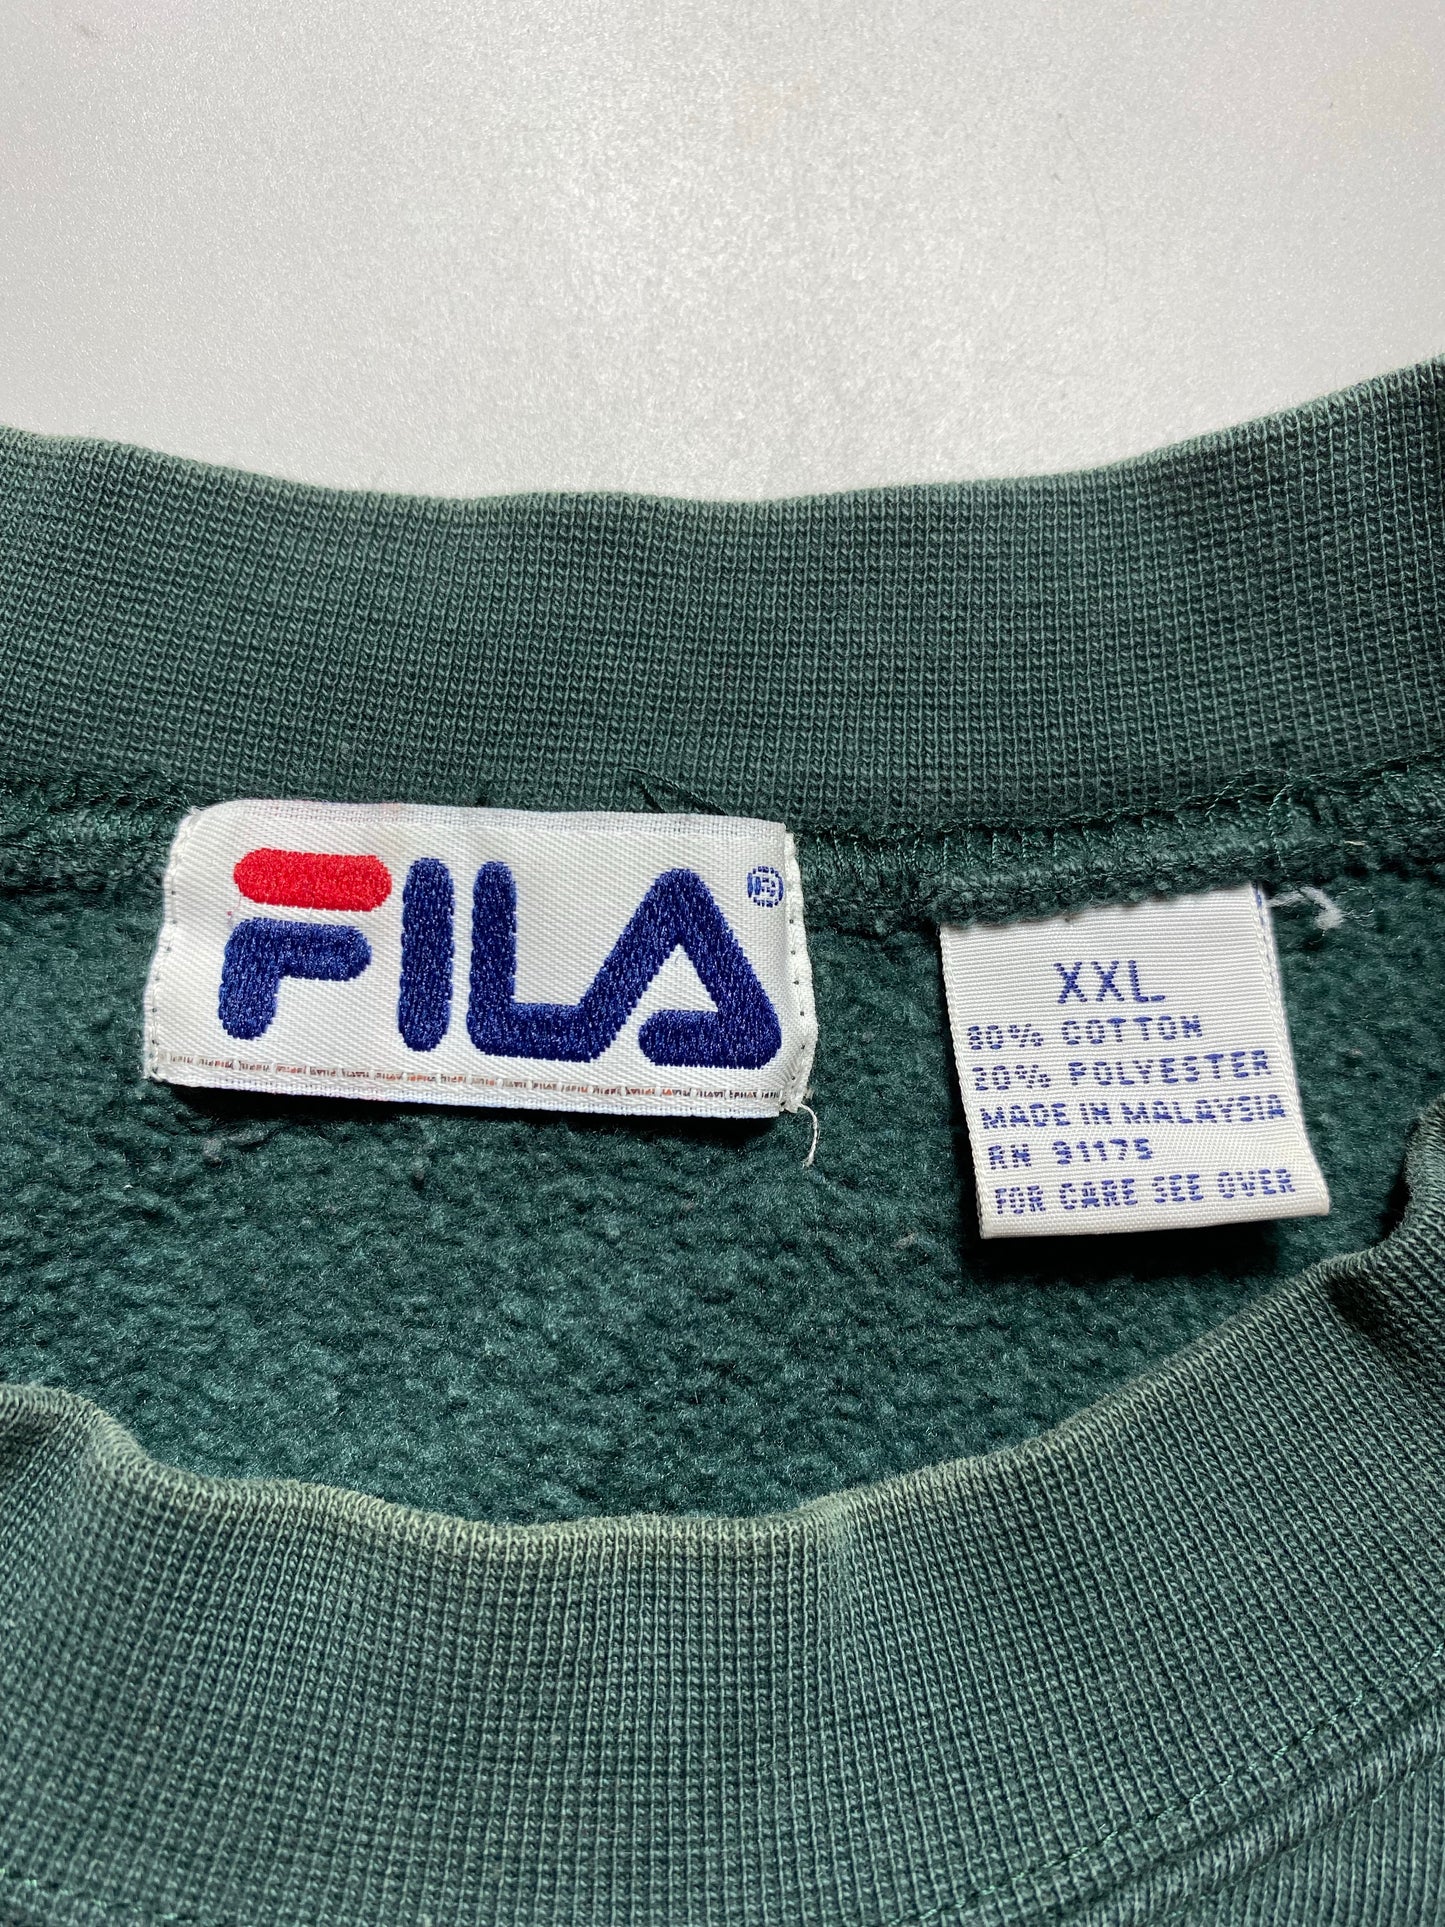 FILA®
XXL
80% COTTON
20% POLYESTER
MADE IN MALAYSIA
RN 91175
FOR CARE SEE OVER